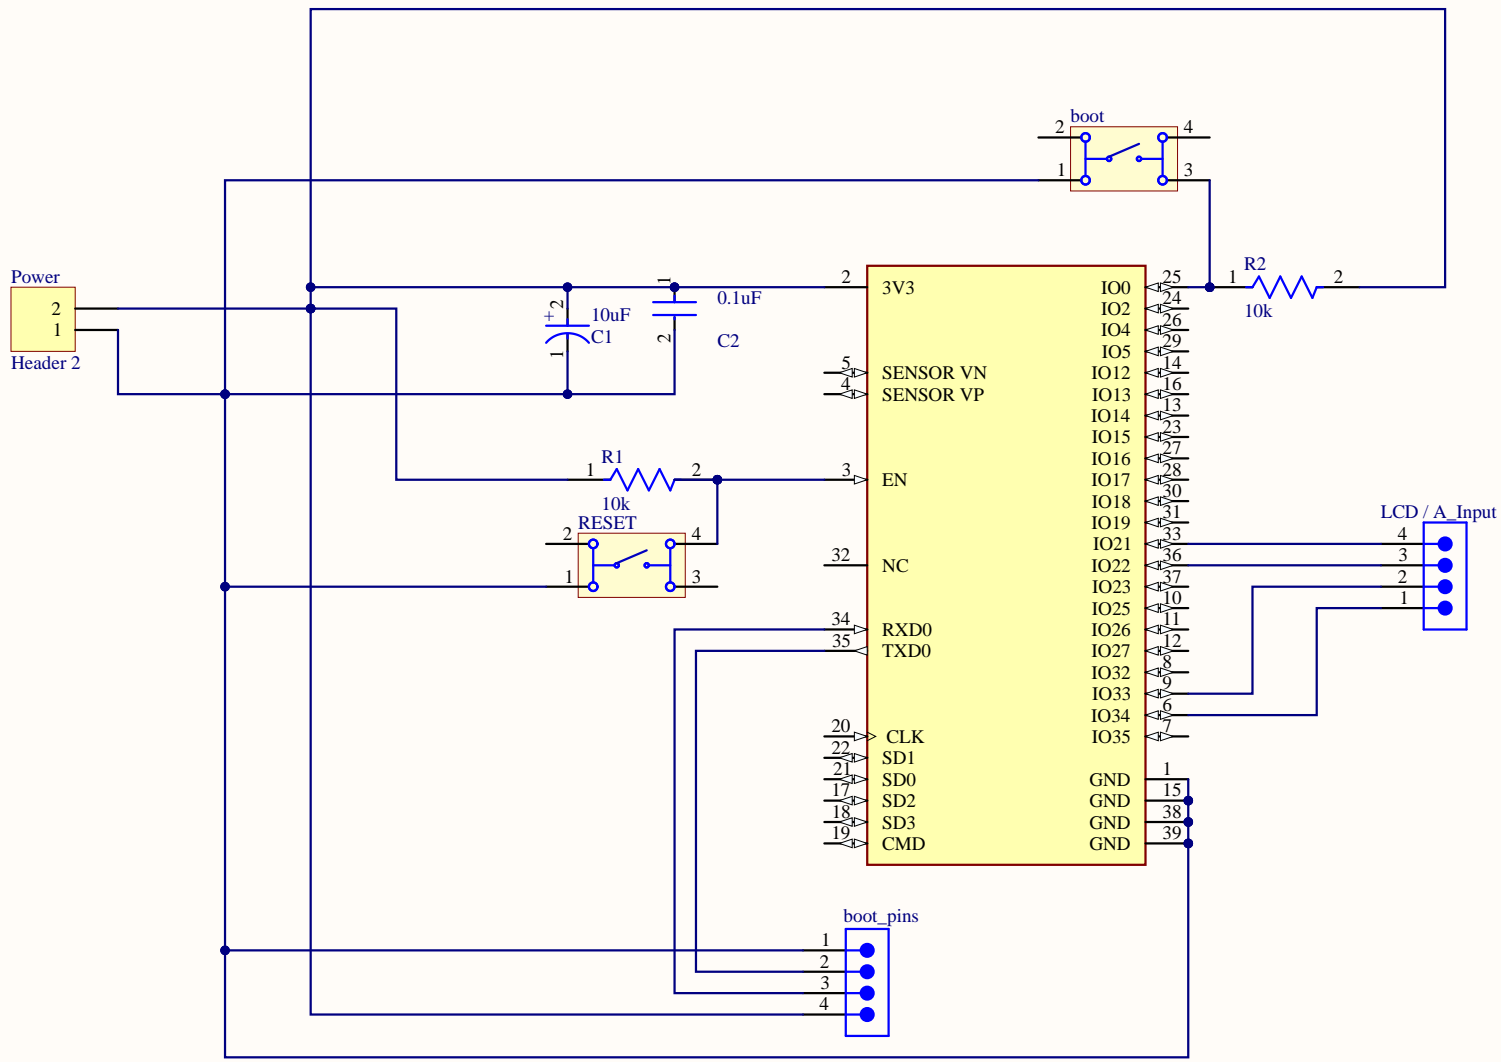 boot
2
4
1
3
Power
2
1
Header 2
+
2
10uF
C1
1
1
0.1uF
2
C2
R1
1
2
10k
RESET
2
4
1
3
2
3V3
5
SENSOR VN
4
SENSOR VP
3
EN
32
NC
34
RXD0
35
TXD0
20
CLK
22
SD1
21
SD0
17
SD2
18
SD3
19
CMD
IO0
25
IO2
24
IO4
26
IO5
29
IO12
14
IO13
16
IO14
13
IO15
23
IO16
27
IO17
28
IO18
30
IO19
31
IO21
33
IO22
36
IO23
37
IO25
10
IO26
11
IO27
12
IO32
8
IO33
9
IO34
6
IO35
7
GND
1
GND
15
GND
38
GND
39
R2
1
2
10k
LCD / A_Input
4
3
2
1
boot_pins
1
2
3
4